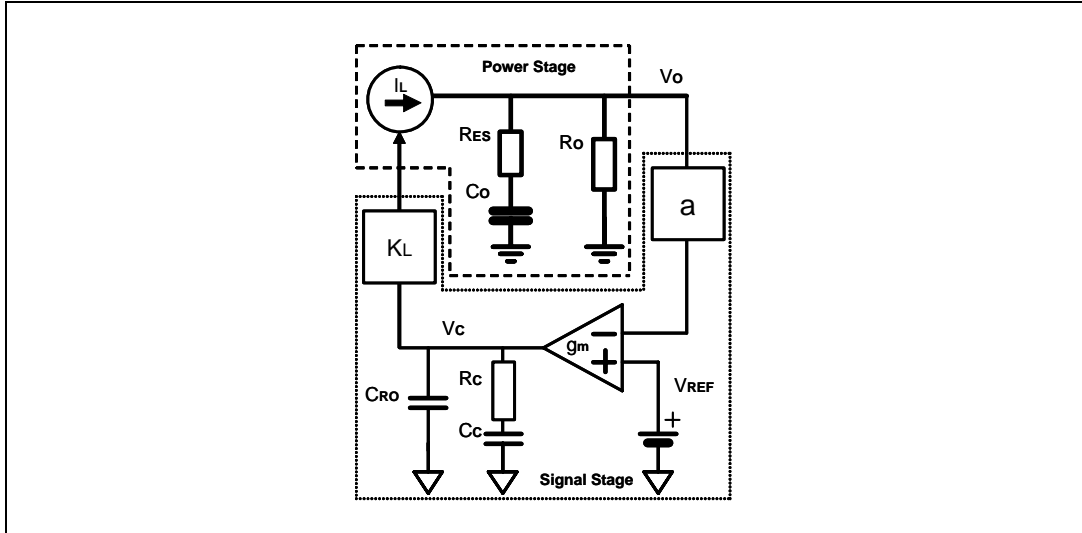 Power Stage
IL
VO
RES
RO
CO
a
KL
VC
gm
RC
CRO
VREF
+
CC
Signal Stage